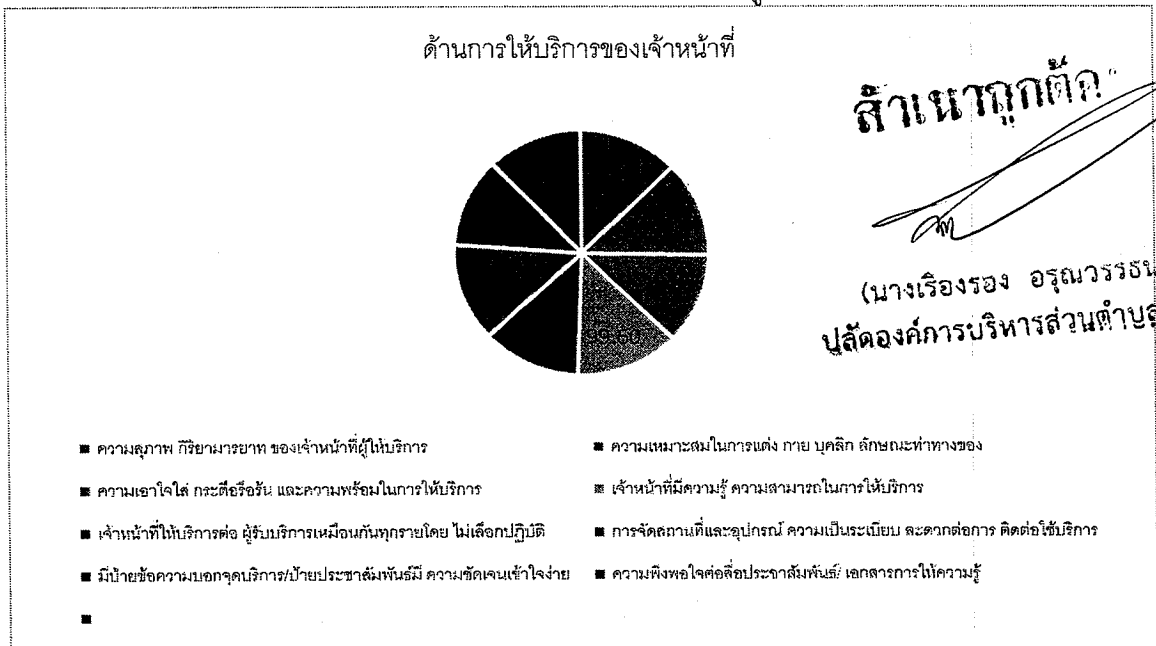 ด้านการให้บริการของเจ้าหน้าที่
สำเนาถูกต้อง
(นางเรืองรอง อรุณวรรธน
ปลัดองค์การบริหารส่วนตำบล
99.60
ความสุภาพ กิริยามารยาท ของเจ้าหน้าที่ผู้ให้บริการ
ความเหมาะสมในการแต่ง กาย บุคลิก ลักษณะท่าทางของ
ความเอาใจใส่ กระตือรือร้น และความพร้อมในการให้บริการ
เจ้าหน้าที่มีความรู้ ความสามารถในการให้บริการ
เจ้าหน้าที่ให้บริการต่อ ผู้รับบริการเหมือนกันทุกรายโดย ไม่เลือกปฏิบัติ
การจัดสถานที่และอุปกรณ์ ความเป็นระเบียบ สะดวกต่อการ ติดต่อใช้บริการ
มีป้ายข้อความบอกจุดบริการ/ป้ายประชาสัมพันธ์มี ความชัดเจนเข้าใจง่าย
ความพึงพอใจต่อสื่อประชาสัมพันธ์/ เอกสารการให้ความรู้